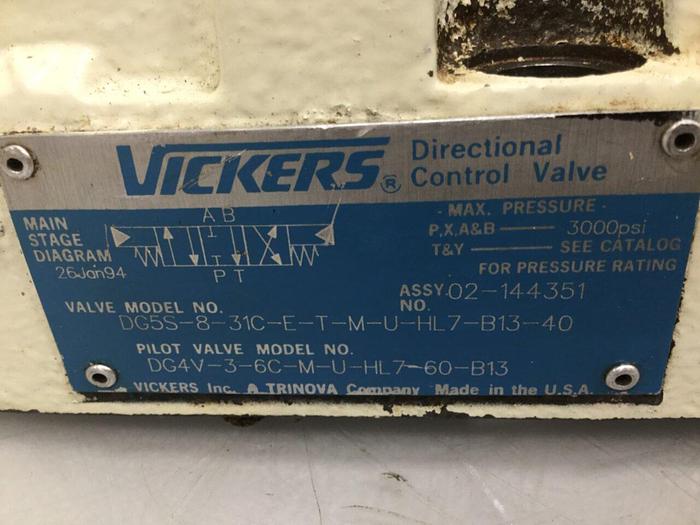 VICKERS ® Directional Control Valve
MAIN STAGE DIAGRAM
26Jan94
A B
P T
- MAX. PRESSURE -
P,X,A&B —— 3000psi
T&Y —— SEE CATALOG
FOR PRESSURE RATING
ASSY. NO. 02-144351
VALVE MODEL NO.
DG5S-8-31C-E-T-M-U-HL7-B13-40
PILOT VALVE MODEL NO.
DG4V-3-6C-M-U-HL7-60-B13
VICKERS Inc. A TRINOVA Company Made in the U.S.A.